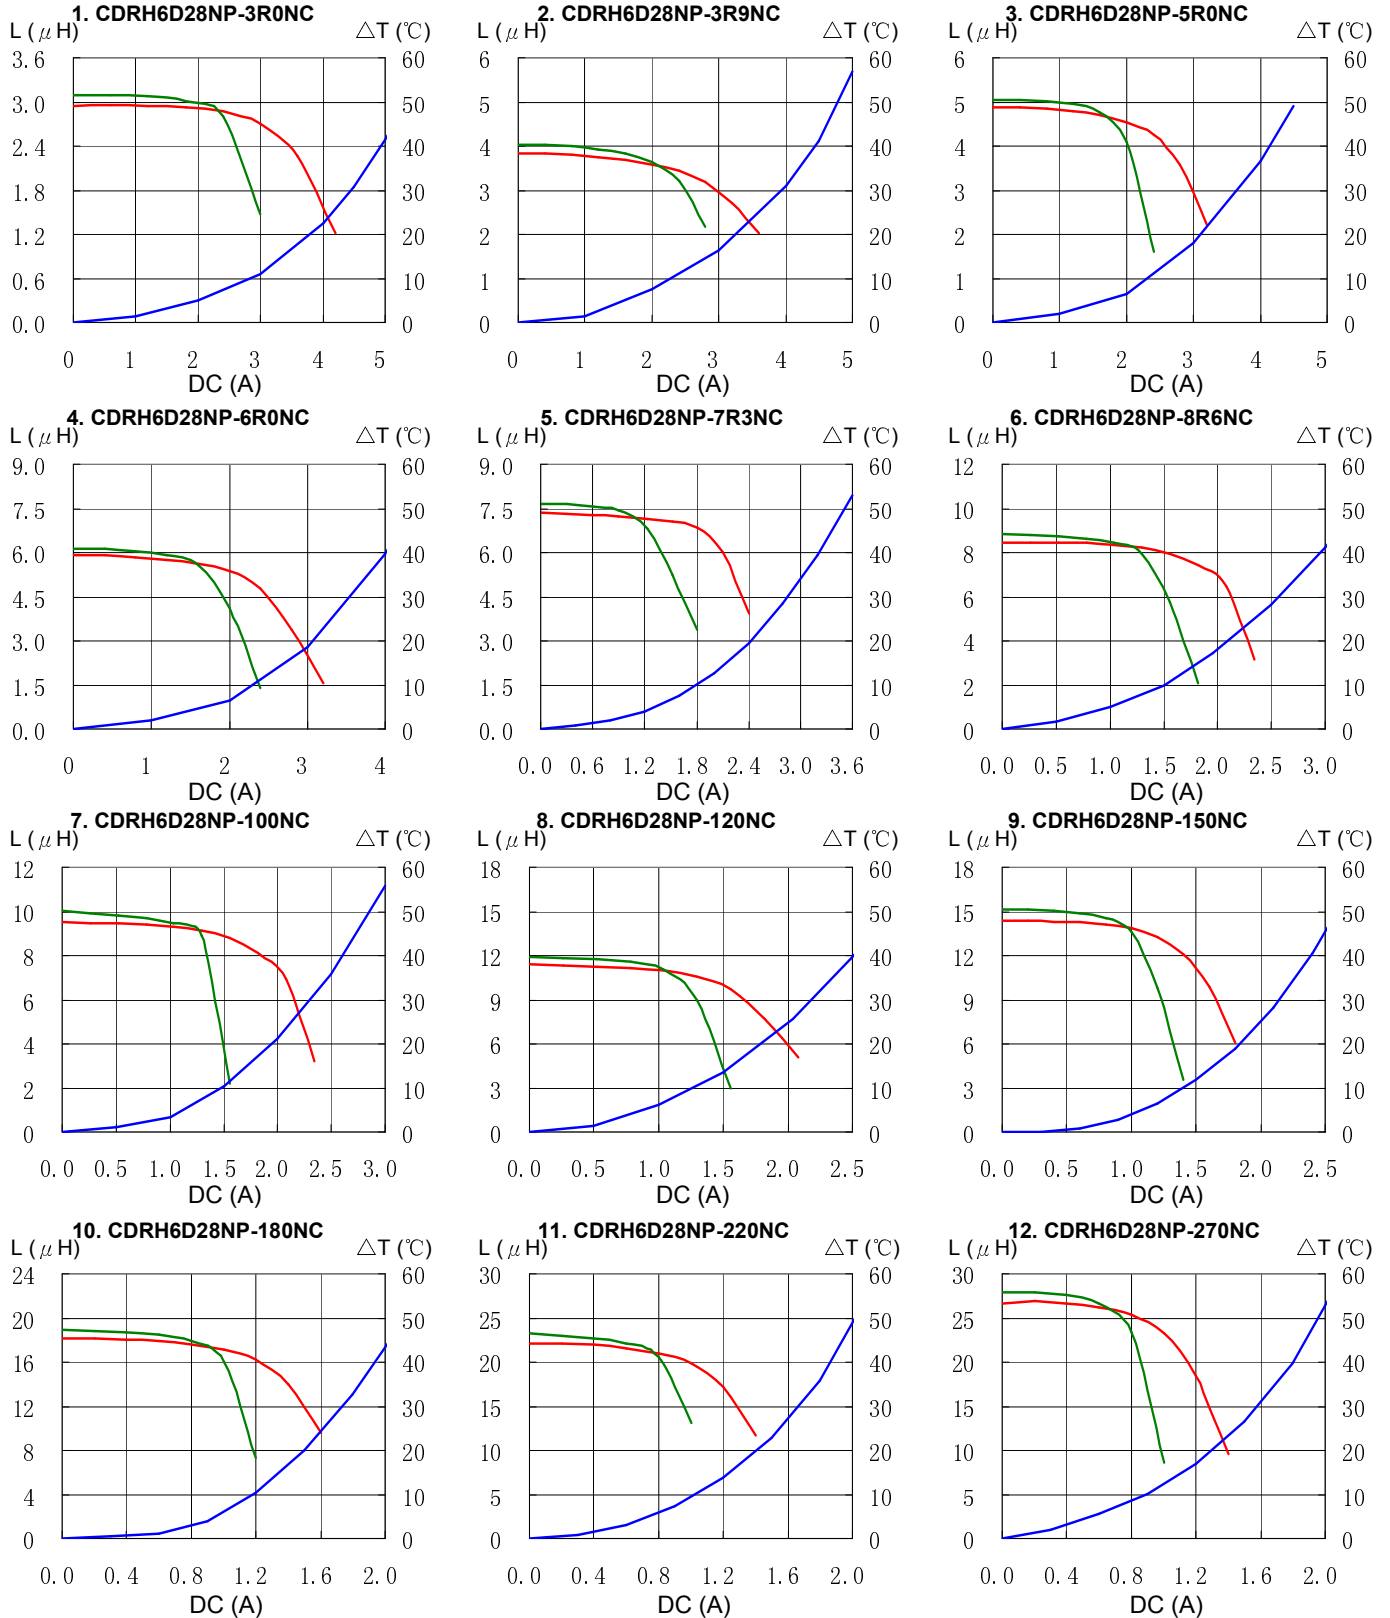 1. CDRH6D28NP-3R0NC
L (μH) △T (℃)
3.6 60
3.0 50
2.4 40
1.8 30
1.2 20
0.6 10
0.0 0
0 1 2 3 4 5
DC (A)
2. CDRH6D28NP-3R9NC
L (μH) △T (℃)
6 60
5 50
4 40
3 30
2 20
1 10
0 0
0 1 2 3 4 5
DC (A)
3. CDRH6D28NP-5R0NC
L (μH) △T (℃)
6 60
5 50
4 40
3 30
2 20
1 10
0 0
0 1 2 3 4 5
DC (A)
4. CDRH6D28NP-6R0NC
L (μH) △T (℃)
9.0 60
7.5 50
6.0 40
4.5 30
3.0 20
1.5 10
0.0 0
0 1 2 3 4
DC (A)
5. CDRH6D28NP-7R3NC
L (μH) △T (℃)
9.0 60
7.5 50
6.0 40
4.5 30
3.0 20
1.5 10
0.0 0
0.0 0.6 1.2 1.8 2.4 3.0 3.6
DC (A)
6. CDRH6D28NP-8R6NC
L (μH) △T (℃)
12 60
10 50
8 40
6 30
4 20
2 10
0 0
0.0 0.5 1.0 1.5 2.0 2.5 3.0
DC (A)
7. CDRH6D28NP-100NC
L (μH) △T (℃)
12 60
10 50
8 40
6 30
4 20
2 10
0 0
0.0 0.5 1.0 1.5 2.0 2.5 3.0
DC (A)
8. CDRH6D28NP-120NC
L (μH) △T (℃)
18 60
15 50
12 40
9 30
6 20
3 10
0 0
0.0 0.5 1.0 1.5 2.0 2.5
DC (A)
9. CDRH6D28NP-150NC
L (μH) △T (℃)
18 60
15 50
12 40
9 30
6 20
3 10
0 0
0.0 0.5 1.0 1.5 2.0 2.5
DC (A)
10. CDRH6D28NP-180NC
L (μH) △T (℃)
24 60
20 50
16 40
12 30
8 20
4 10
0 0
0.0 0.4 0.8 1.2 1.6 2.0
DC (A)
11. CDRH6D28NP-220NC
L (μH) △T (℃)
30 60
25 50
20 40
15 30
10 20
5 10
0 0
0.0 0.4 0.8 1.2 1.6 2.0
DC (A)
12. CDRH6D28NP-270NC
L (μH) △T (℃)
30 60
25 50
20 40
15 30
10 20
5 10
0 0
0.0 0.4 0.8 1.2 1.6 2.0
DC (A)